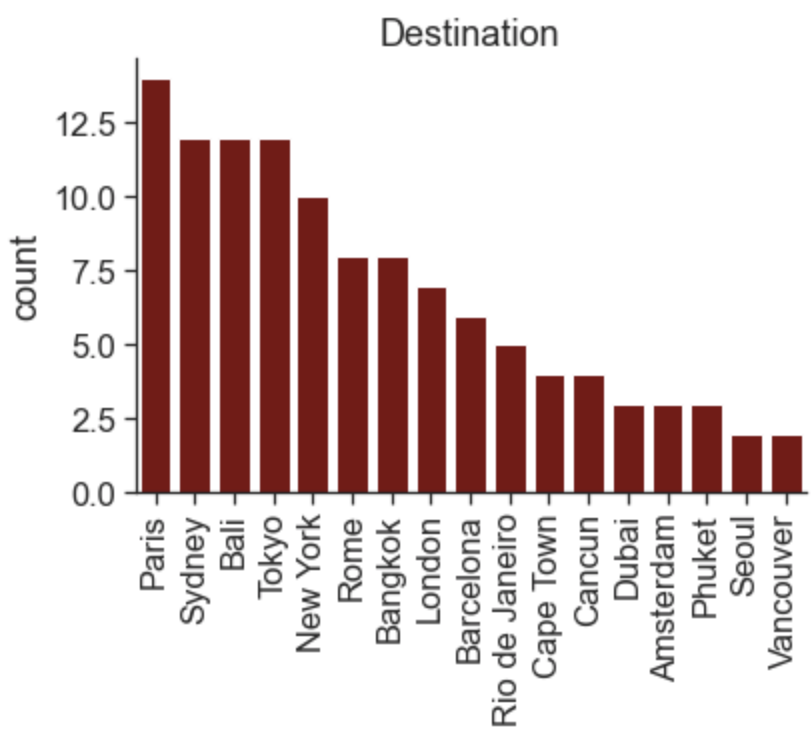 Destination
count
12.5
10.0
7.5
5.0
2.5
0.0
Paris
Sydney
Bali
Tokyo
New York
Rome
Bangkok
London
Barcelona
Rio de Janeiro
Cape Town
Cancun
Dubai
Amsterdam
Phuket
Seoul
Vancouver